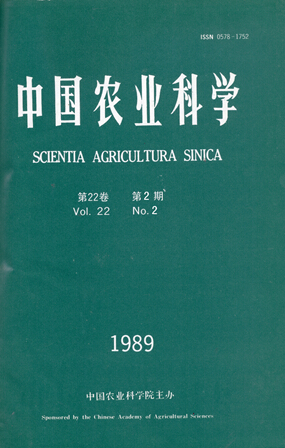 ISSN 0578-1752
中国农业科学
SCIENTIA AGRICULTURA SINICA
第22卷 第2期
Vol. 22 No.2
1989
中国农业科学院主办
Sponsored by the Chinese Academy of Agricultural Sciences